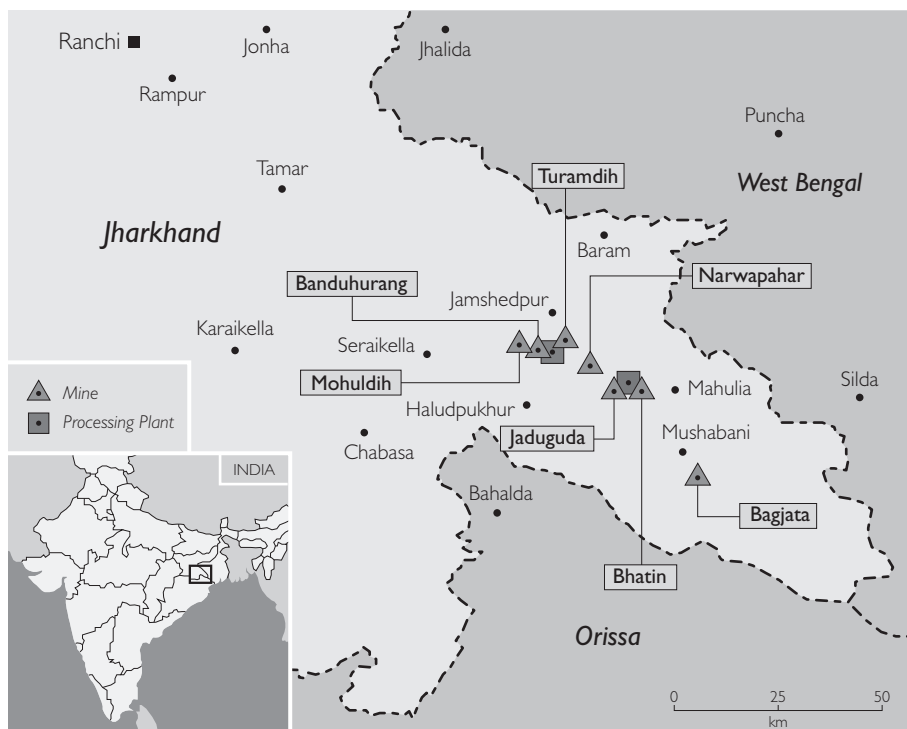 Ranchi
Jonha
Jhalida
Rampur
Puncha
Tamar
Turamdih
West Bengal
Jharkhand
Baram
Banduhurang
Narwapahar
Jamshedpur
Karaikella
Seraikella
Mohuldih
Mahulia
Silda
Mine
Processing Plant
Haludpukhur
Jaduguda
Mushabani
Chabasa
INDIA
Bahalda
Bagjata
Bhatin
Orissa
0 25 50
km